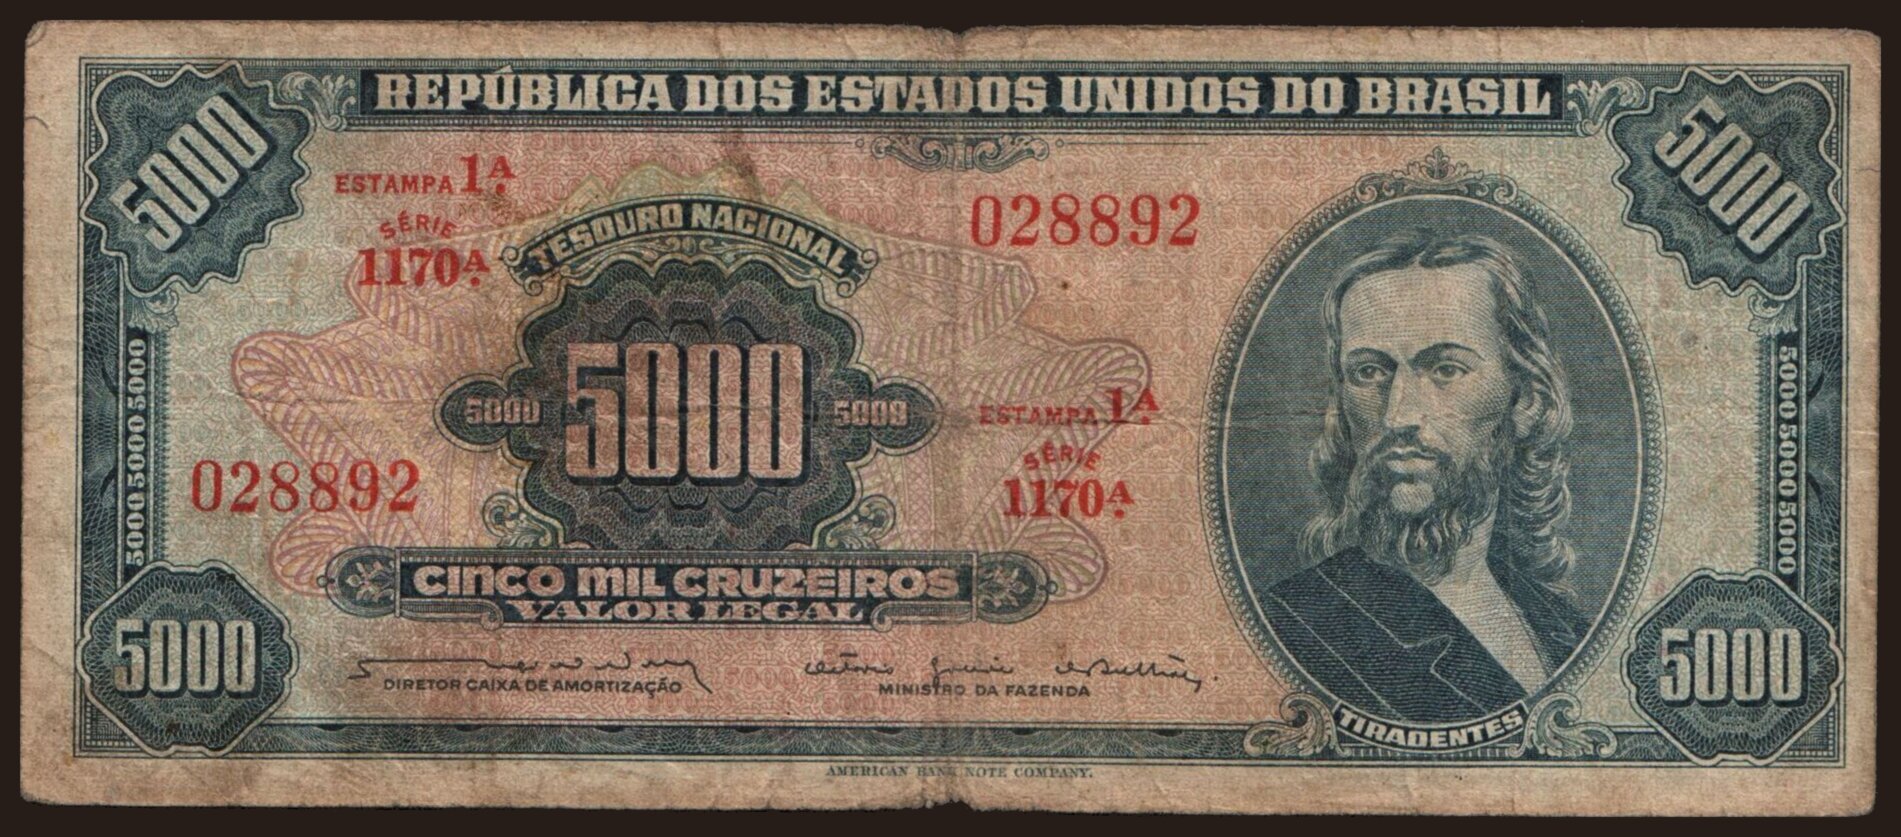 REPÚBLICA DOS ESTADOS UNIDOS DO BRASIL
5000
5000
ESTAMPA 1A.
SÉRIE
1170A.
TESOURO NACIONAL
028892
5000 5000 5000
5000 5000 5000
5000
5000
5000
ESTAMPA 1A.
SÉRIE
1170A.
028892
CINCO MIL CRUZEIROS
VALOR LEGAL
5000
5000
DIRETOR CAIXA DE AMORTIZAÇÃO
MINISTRO DA FAZENDA
TIRADENTES
AMERICAN BANK NOTE COMPANY.